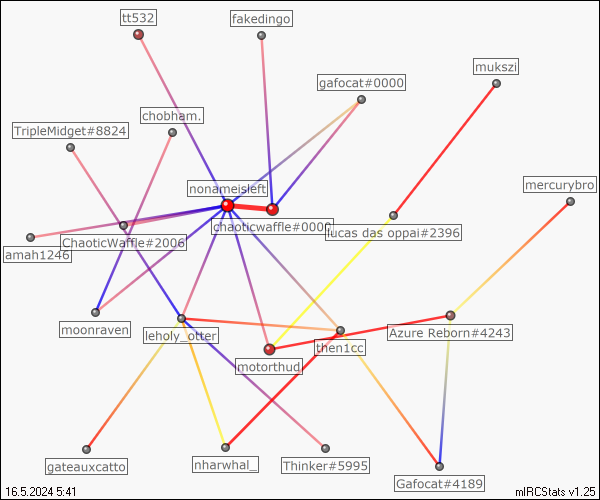 tt532
fakedingo
mukszi
gafocat#0000
chobham.
TripleMidget#8824
nonameisleft
mercurybro
chaoticwaffle#0000
lucas das oppai#2396
amah1246
ChaoticWaffle#2006
moonraven
leholy_otter
then1cc
Azure Reborn#4243
motorthud_
gateauxcatto
nharwhal_
Thinker#5995
Gafocat#4189
16.5.2024 5:41
mIRCStats v1.25